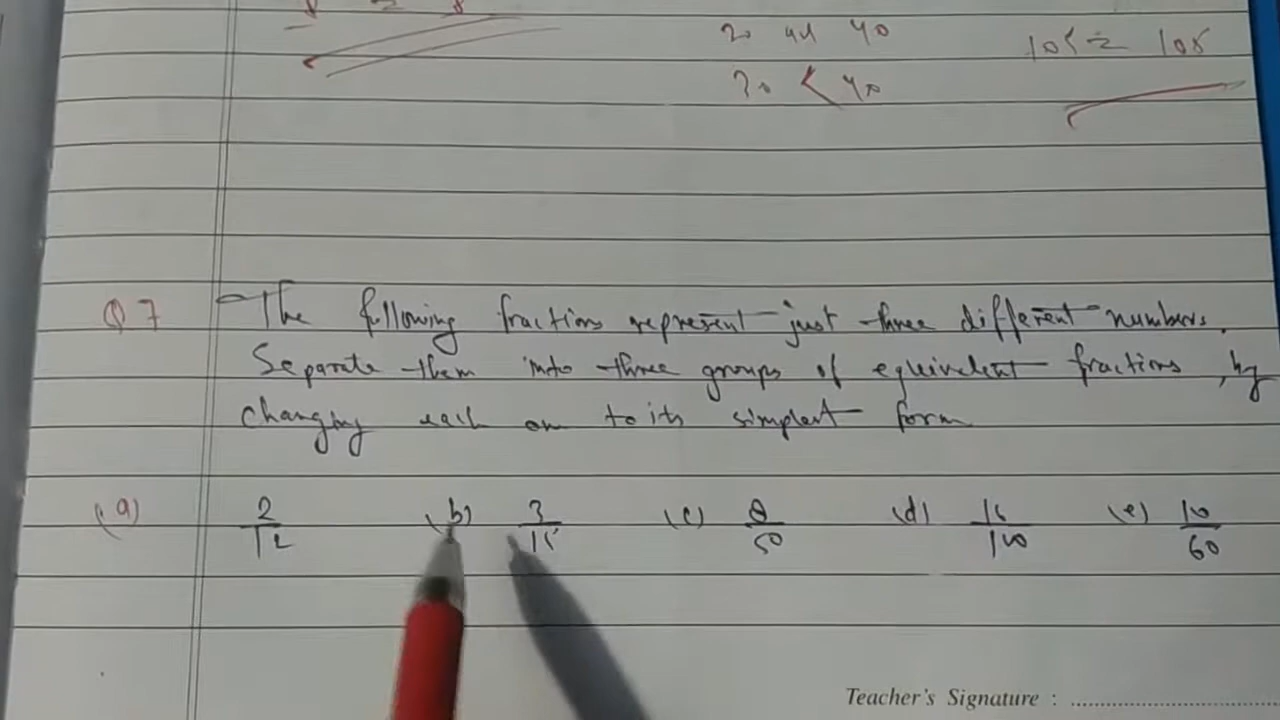 20 और 40
105 = 105
20 < 40
Q 7 The following fractions represent just three different numbers.
Separate them into three groups of equivalent fractions, by
changing each on to its simplest form
(a) 2/12 (b) 3/15 (c) 8/50 (d) 16/100 (e) 10/60
Teacher's Signature : ........................